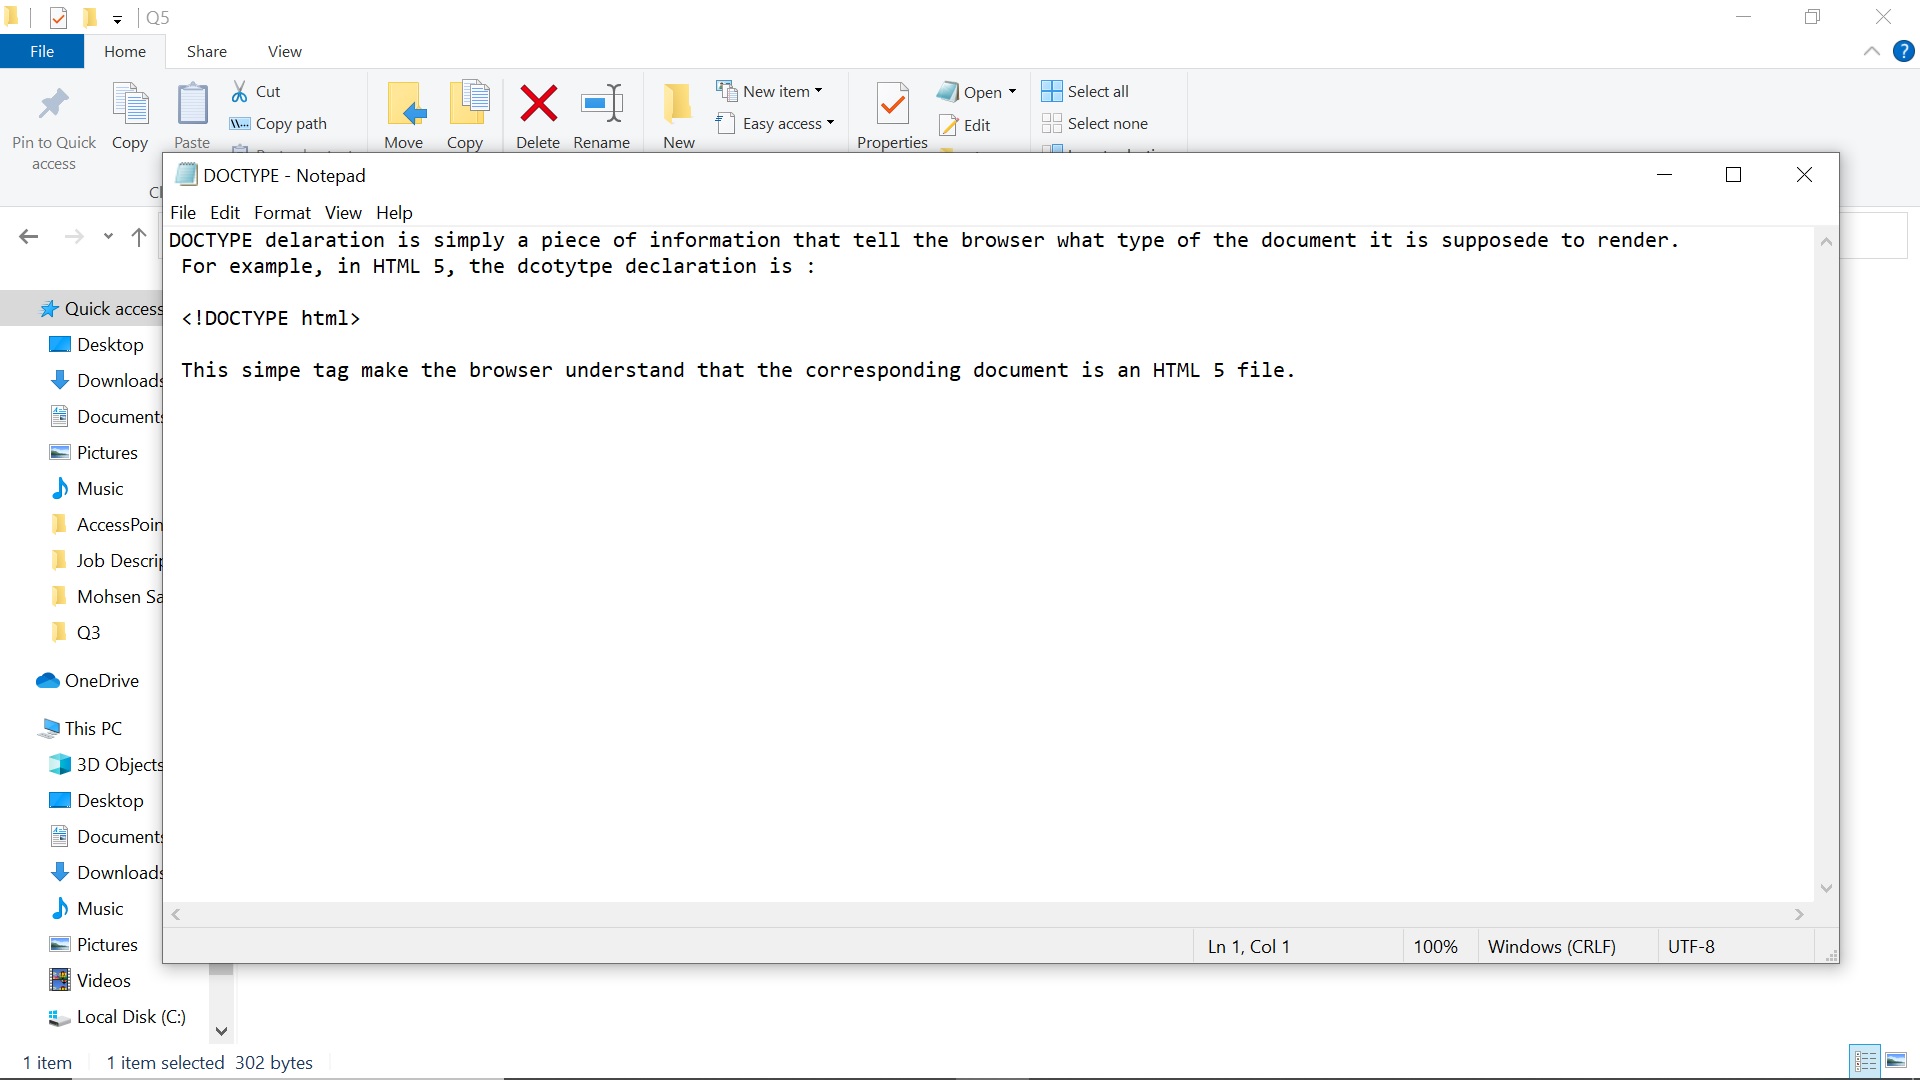 Q5
File Home Share View
Pin to Quick access
Copy
Paste
Cut
Copy path
Move
Copy
Delete
Rename
New
New item
Easy access
Properties
Open
Edit
Select all
Select none
DOCTYPE - Notepad
File Edit Format View Help
DOCTYPE delaration is simply a piece of information that tell the browser what type of the document it is supposede to render.
For example, in HTML 5, the dcotytpe declaration is :
<!DOCTYPE html>
This simpe tag make the browser understand that the corresponding document is an HTML 5 file.
Quick access
Desktop
Downloads
Documents
Pictures
Music
AccessPoin
Job Descrip
Mohsen Sa
Q3
OneDrive
This PC
3D Objects
Desktop
Documents
Downloads
Music
Pictures
Videos
Local Disk (C:)
Ln 1, Col 1 100% Windows (CRLF) UTF-8
1 item 1 item selected 302 bytes